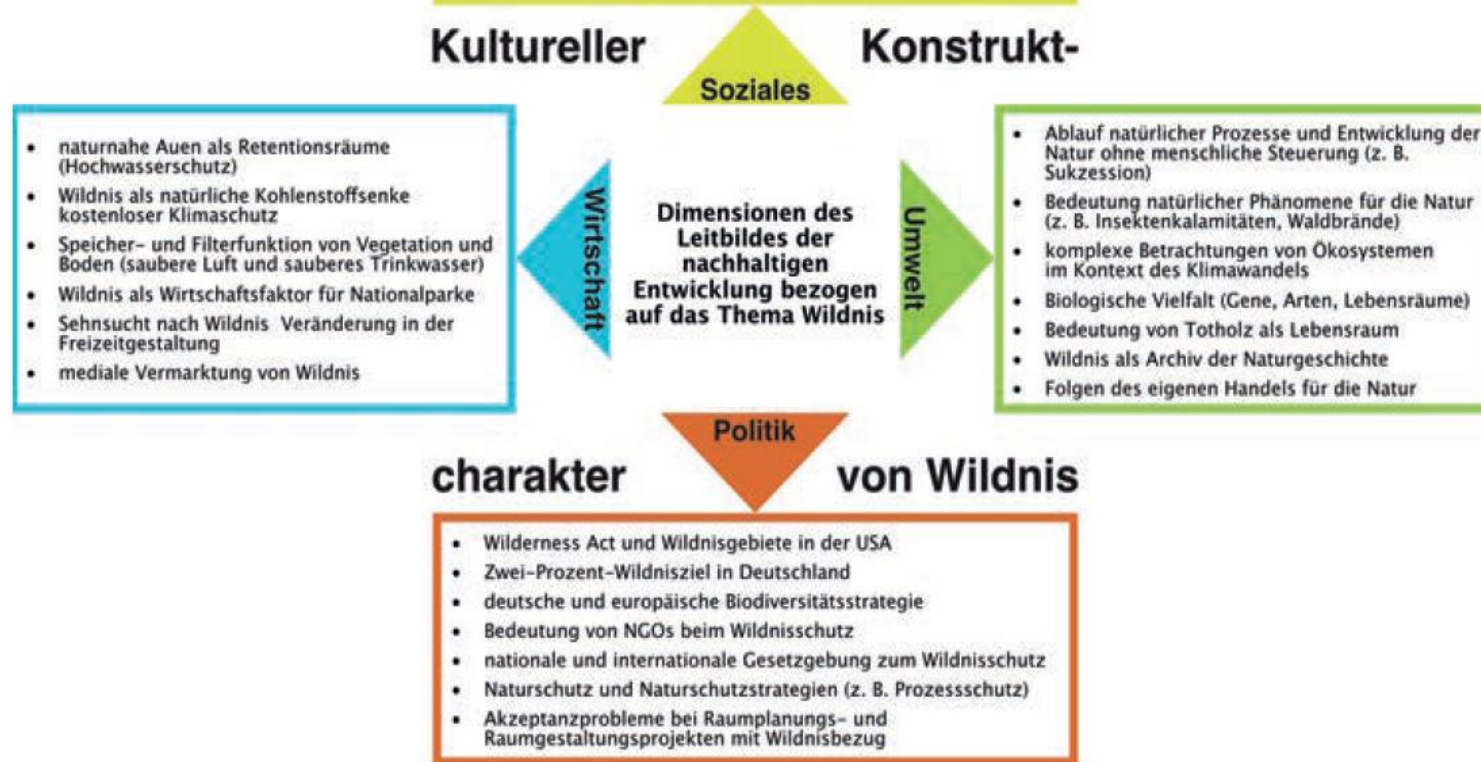 Kultureller Konstrukt-
Soziales
• naturnahe Auen als Retentionsräume
(Hochwasserschutz)
• Wildnis als natürliche Kohlenstoffsenke
kostenloser Klimaschutz
• Speicher- und Filterfunktion von Vegetation und
Boden (saubere Luft und sauberes Trinkwasser)
• Wildnis als Wirtschaftsfaktor für Nationalparke
• Sehnsucht nach Wildnis Veränderung in der
Freizeitgestaltung
• mediale Vermarktung von Wildnis
Wirtschaft
Dimensionen des
Leitbildes der
nachhaltigen
Entwicklung bezogen
auf das Thema Wildnis
Umwelt
• Ablauf natürlicher Prozesse und Entwicklung der
Natur ohne menschliche Steuerung (z. B.
Sukzession)
• Bedeutung natürlicher Phänomene für die Natur
(z. B. Insektenkalamitäten, Waldbrände)
• komplexe Betrachtungen von Ökosystemen
im Kontext des Klimawandels
• Biologische Vielfalt (Gene, Arten, Lebensräume)
• Bedeutung von Totholz als Lebensraum
• Wildnis als Archiv der Naturgeschichte
• Folgen des eigenen Handels für die Natur
Politik
charakter von Wildnis
• Wilderness Act und Wildnisgebiete in der USA
• Zwei-Prozent-Wildnisziel in Deutschland
• deutsche und europäische Biodiversitätsstrategie
• Bedeutung von NGOs beim Wildnisschutz
• nationale und internationale Gesetzgebung zum Wildnisschutz
• Naturschutz und Naturschutzstrategien (z. B. Prozessschutz)
• Akzeptanzprobleme bei Raumplanungs- und
Raumgestaltungsprojekten mit Wildnisbezug